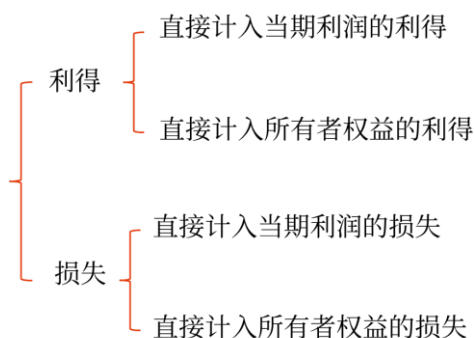 直接计入当期利润的利得
利得
直接计入所有者权益的利得
直接计入当期利润的损失
损失
直接计入所有者权益的损失